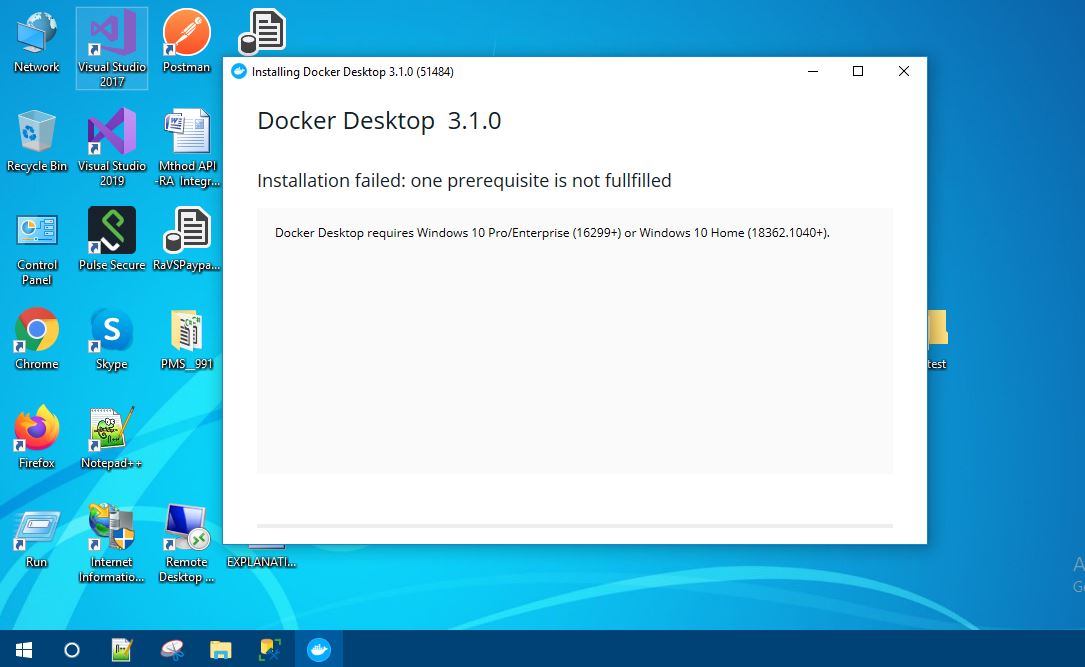 Network
Visual Studio
2017
Postman
Recycle Bin
Visual Studio
2019
Mthod API
-RA Integr...
Control
Panel
Pulse Secure
RaVSPaypa...
Chrome
Skype
PMS__991
Firefox
Notepad++
Run
Internet
Informatio...
Remote
Desktop ...
EXPLANATI...
test
Installing Docker Desktop 3.1.0 (51484)
Docker Desktop 3.1.0
Installation failed: one prerequisite is not fullfilled
Docker Desktop requires Windows 10 Pro/Enterprise (16299+) or Windows 10 Home (18362.1040+).